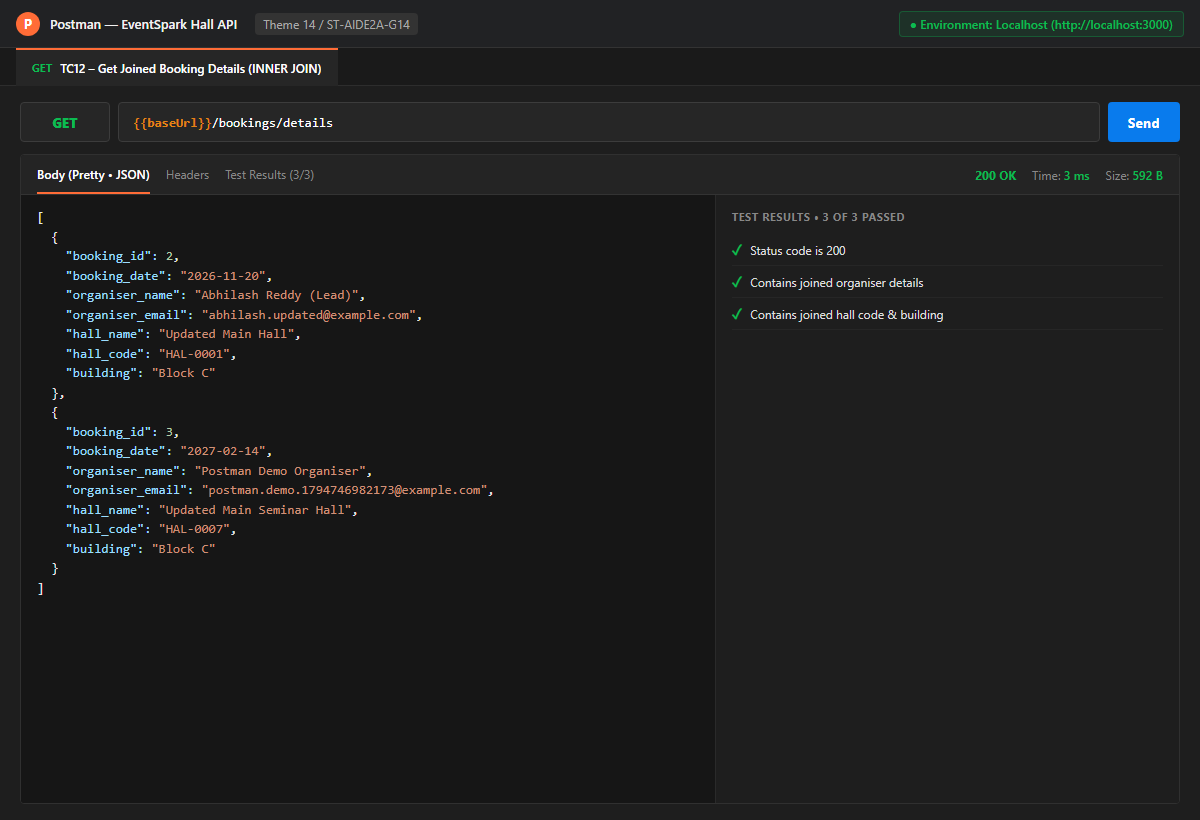 P Postman — EventSpark Hall API Theme 14 / ST-AIDE2A-G14 ● Environment: Localhost (http://localhost:3000)
GET TC12 – Get Joined Booking Details (INNER JOIN)
GET {{baseUrl}}/bookings/details Send
Body (Pretty • JSON) Headers Test Results (3/3) 200 OK Time: 3 ms Size: 592 B
[
  {
    "booking_id": 2,
    "booking_date": "2026-11-20",
    "organiser_name": "Abhilash Reddy (Lead)",
    "organiser_email": "abhilash.updated@example.com",
    "hall_name": "Updated Main Hall",
    "hall_code": "HAL-0001",
    "building": "Block C"
  },
  {
    "booking_id": 3,
    "booking_date": "2027-02-14",
    "organiser_name": "Postman Demo Organiser",
    "organiser_email": "postman.demo.1794746982173@example.com",
    "hall_name": "Updated Main Seminar Hall",
    "hall_code": "HAL-0007",
    "building": "Block C"
  }
]
TEST RESULTS • 3 OF 3 PASSED
✓ Status code is 200
✓ Contains joined organiser details
✓ Contains joined hall code & building